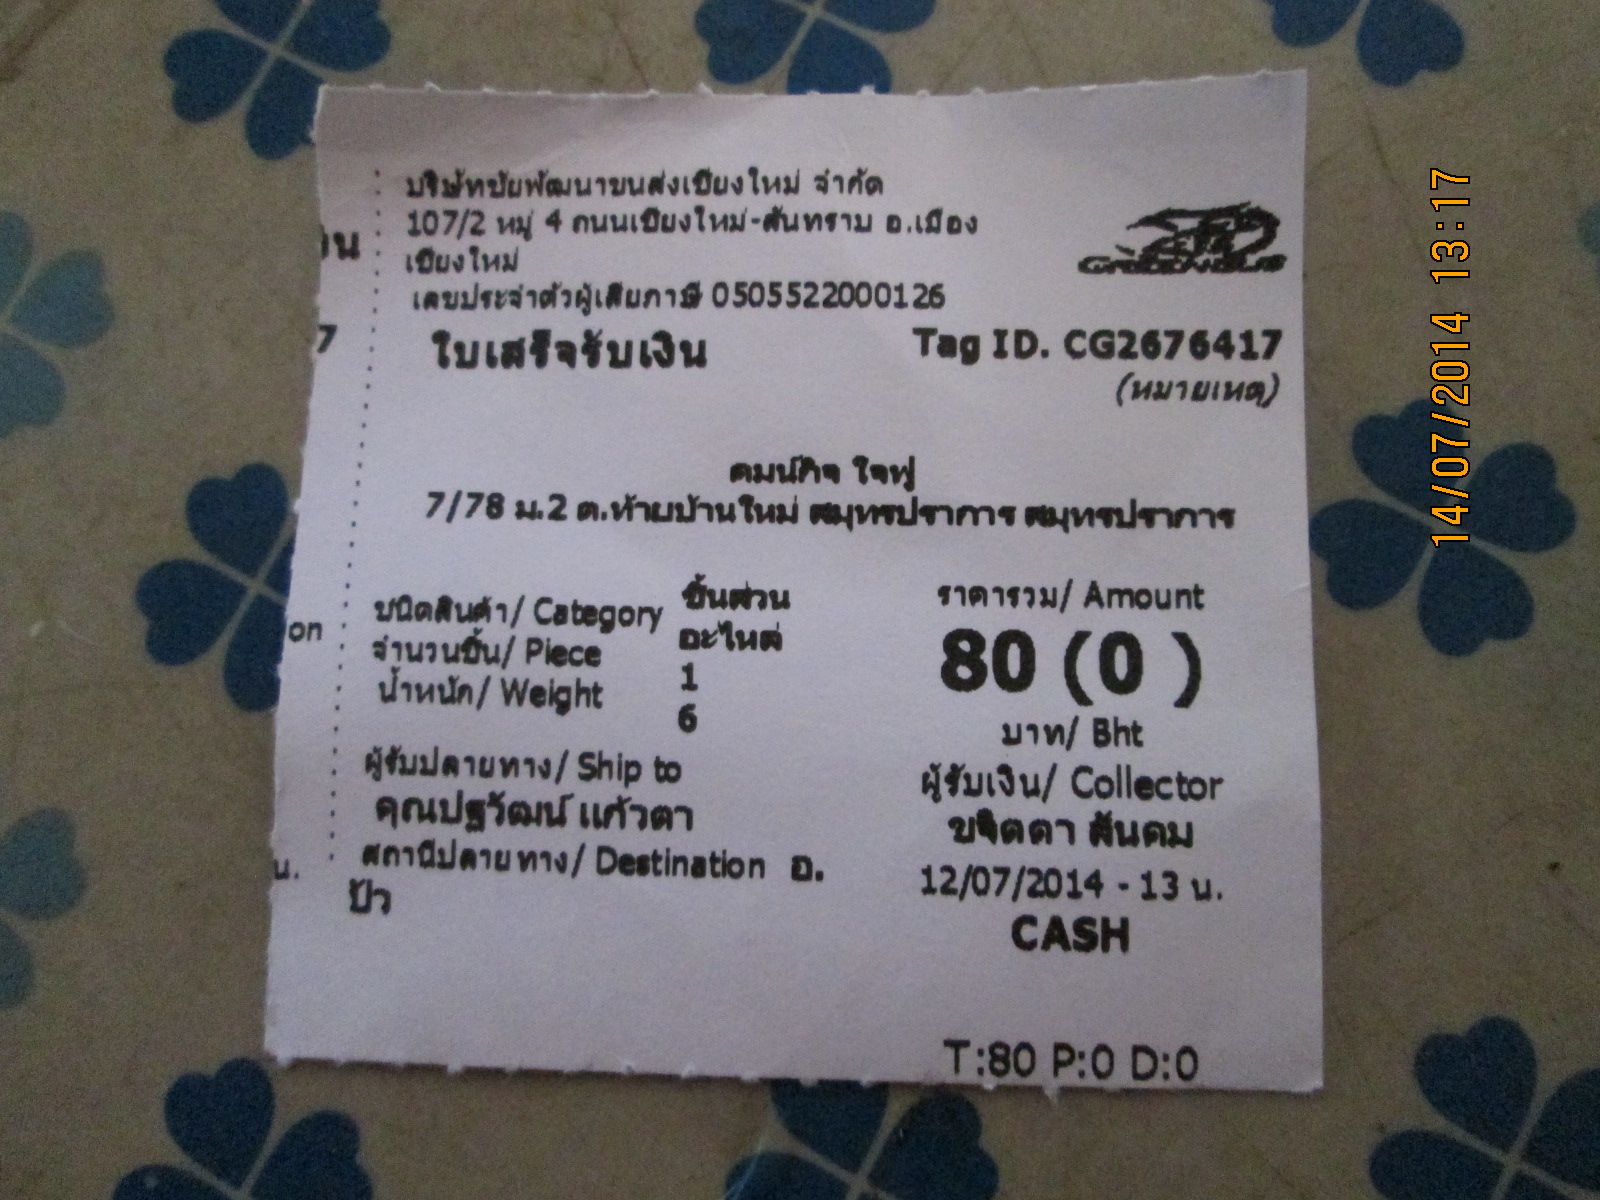 บริษัทชัยพัฒนาขนส่งเชียงใหม่ จำกัด
107/2 หมู่ 4 ถนนเชียงใหม่-สันทราย อ.เมือง
เชียงใหม่
เลขประจำตัวผู้เสียภาษี 0505522000126
GREENBUS
ใบเสร็จรับเงิน
Tag ID. CG2676417
(หมายเหตุ)
คมน์กิจ ใจฟู
7/78 ม.2 ต.ท้ายบ้านใหม่ สมุทรปราการ สมุทรปราการ
ชนิดสินค้า/ Category ชิ้นส่วน
อะไหล่
จำนวนชิ้น/ Piece 1
น้ำหนัก/ Weight 6
ผู้รับปลายทาง/ Ship to
คุณปฐวัฒน์ แก้วตา
สถานีปลายทาง/ Destination อ.
ปัว
ราคารวม/ Amount
80 (0 )
บาท/ Bht
ผู้รับเงิน/ Collector
ขจิตตา สันคม
12/07/2014 - 13 น.
CASH
T:80 P:0 D:0
7
on
น.
14/07/2014 13:17